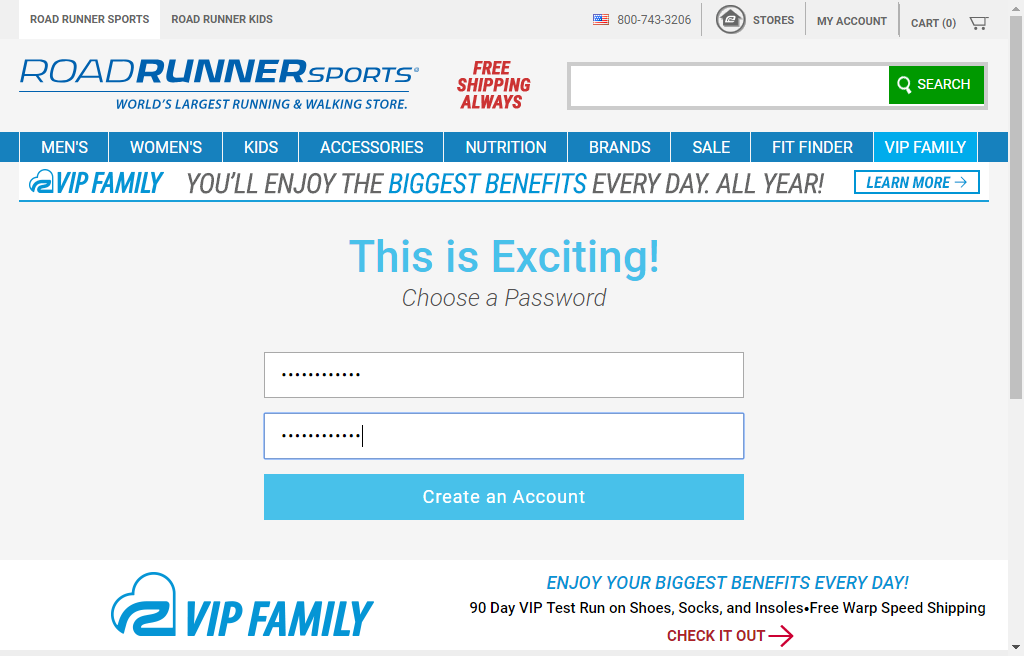 ROAD RUNNER SPORTS
ROAD RUNNER KIDS
800-743-3206
STORES
MY ACCOUNT
CART (0)
ROADRUNNERSPORTS®
WORLD'S LARGEST RUNNING & WALKING STORE.
FREE
SHIPPING
ALWAYS
SEARCH
MEN'S
WOMEN'S
KIDS
ACCESSORIES
NUTRITION
BRANDS
SALE
FIT FINDER
VIP FAMILY
VIP FAMILY
YOU'LL ENJOY THE BIGGEST BENEFITS EVERY DAY. ALL YEAR!
LEARN MORE →
This is Exciting!
Choose a Password
••••••••••••
••••••••••••
Create an Account
VIP FAMILY
ENJOY YOUR BIGGEST BENEFITS EVERY DAY!
90 Day VIP Test Run on Shoes, Socks, and Insoles•Free Warp Speed Shipping
CHECK IT OUT